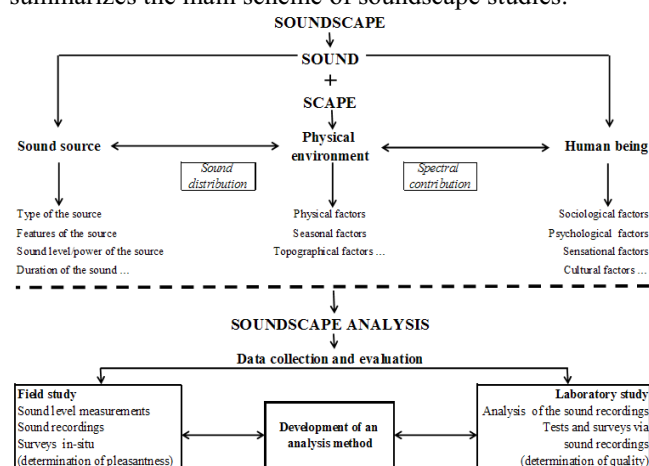 summarizes the main scheme of soundscape studies.
SOUNDSCAPE
SOUND
+
SCAPE
Sound source
Physical
environment
Human being
Sound
distribution
Spectral
contribution
Type of the source
Features of the source
Sound level/power of the source
Duration of the sound ...
Physical factors
Seasonal factors
Topographical factors ...
Sociological factors
Psychological factors
Sensational factors
Cultural factors ...
SOUNDSCAPE ANALYSIS
Data collection and evaluation
Field study
Sound level measurements
Sound recordings
Surveys in-situ
(determination of pleasantness)
Development of an
analysis method
Laboratory study
Analysis of the sound recordings
Tests and surveys via
sound recordings
(determination of quality)